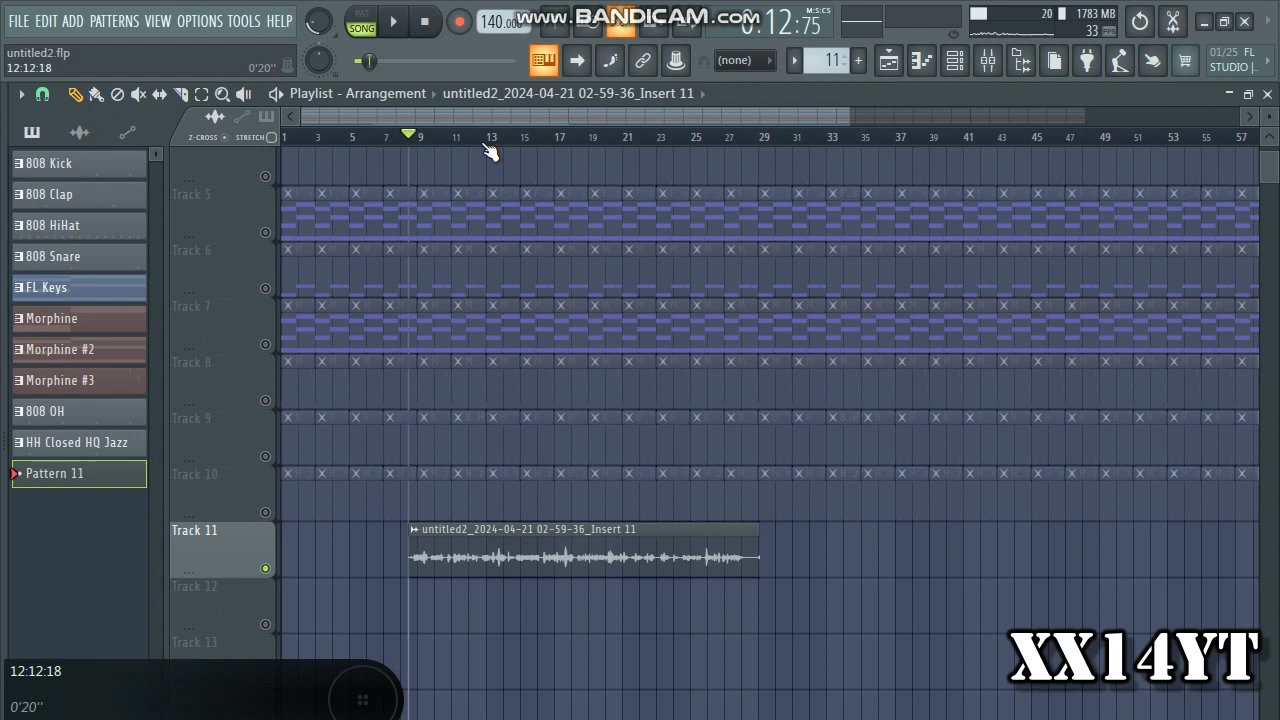 FILE EDIT ADD PATTERNS VIEW OPTIONS TOOLS HELP
PAT
SONG
140.000
www.BANDICAM.com
0:12:75
M:S:CS
20
1783 MB
33
untitled2.flp
12:12:18
0'20"
(none)
11
01/25 FL
STUDIO |..
Playlist - Arrangement
untitled2_2024-04-21 02-59-36_Insert 11
Z-CROSS
STRETCH
1 3 5 7 9 11 13 15 17 19 21 23 25 27 29 31 33 35 37 39 41 43 45 47 49 51 53 55 57
808 Kick
808 Clap
808 HiHat
808 Snare
FL Keys
Morphine
Morphine #2
Morphine #3
808 OH
HH Closed HQ Jazz
Pattern 11
Track 5
Track 6
Track 7
Track 8
Track 9
Track 10
Track 11
untitled2_2024-04-21 02-59-36_Insert 11
Track 12
Track 13
12:12:18
0'20"
XX14YT